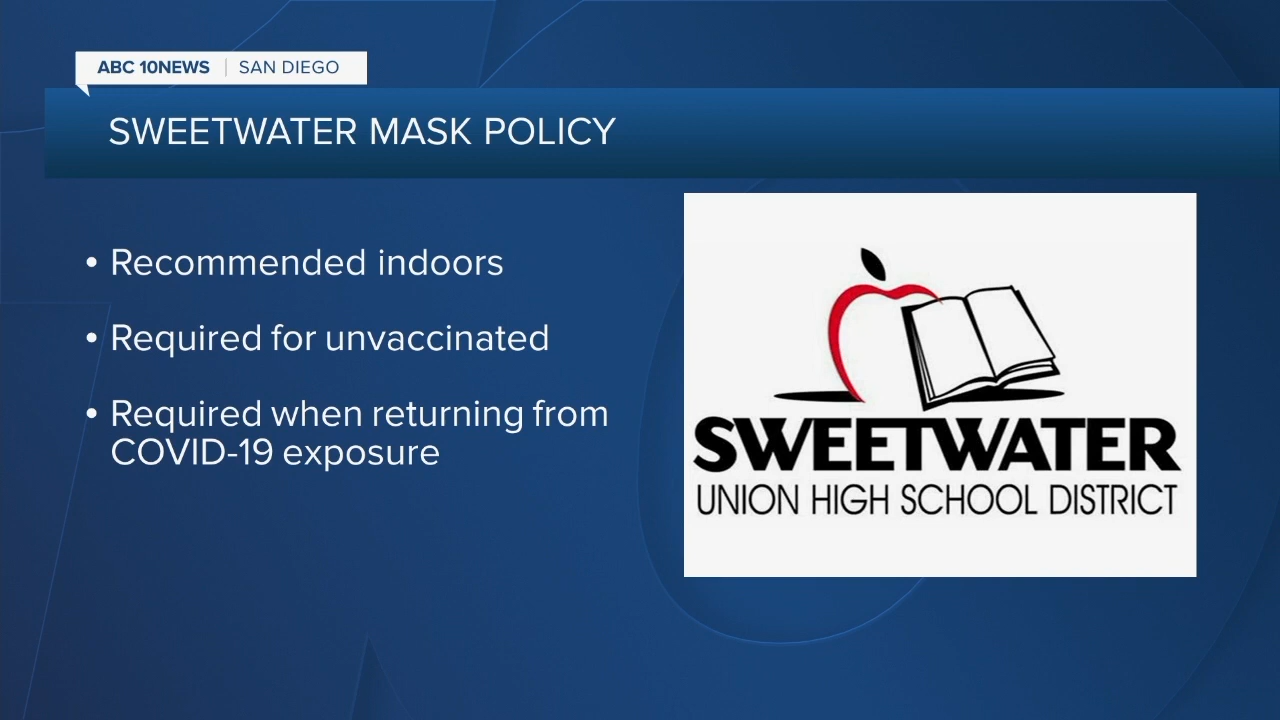 ABC 10NEWS | SAN DIEGO
SWEETWATER MASK POLICY
• Recommended indoors
• Required for unvaccinated
• Required when returning from
COVID-19 exposure
SWEETWATER
UNION HIGH SCHOOL DISTRICT